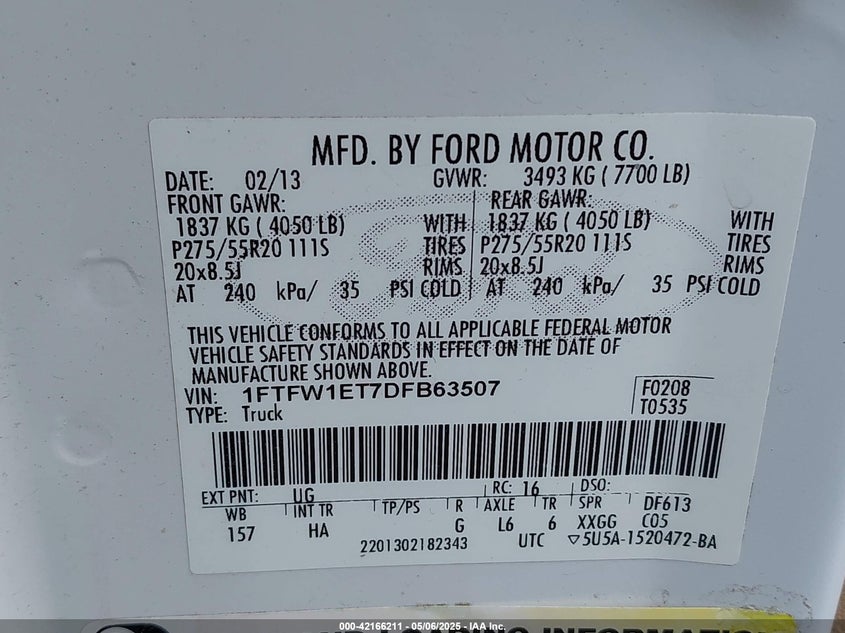 MFD. BY FORD MOTOR CO.
DATE: 02/13 GVWR: 3493 KG ( 7700 LB)
FRONT GAWR: REAR GAWR:
1837 KG ( 4050 LB) WITH 1837 KG ( 4050 LB) WITH
P275/55R20 111S TIRES P275/55R20 111S TIRES
20x8.5J RIMS 20x8.5J RIMS
AT 240 kPa/ 35 PSI COLD AT 240 kPa/ 35 PSI COLD
THIS VEHICLE CONFORMS TO ALL APPLICABLE FEDERAL MOTOR
VEHICLE SAFETY STANDARDS IN EFFECT ON THE DATE OF
MANUFACTURE SHOWN ABOVE.
VIN: 1FTFW1ET7DFB63507 F0208
TYPE: Truck T0535
EXT PNT: UG RC: 16 DSO:
WB INT TR TP/PS R AXLE TR SPR DF613
157 HA G L6 6 XXGG C05
2201302182343 UTC ▽5U5A-1520472-BA
INFORMATION
000-42166211 - 05/06/2025 - IAA Inc.